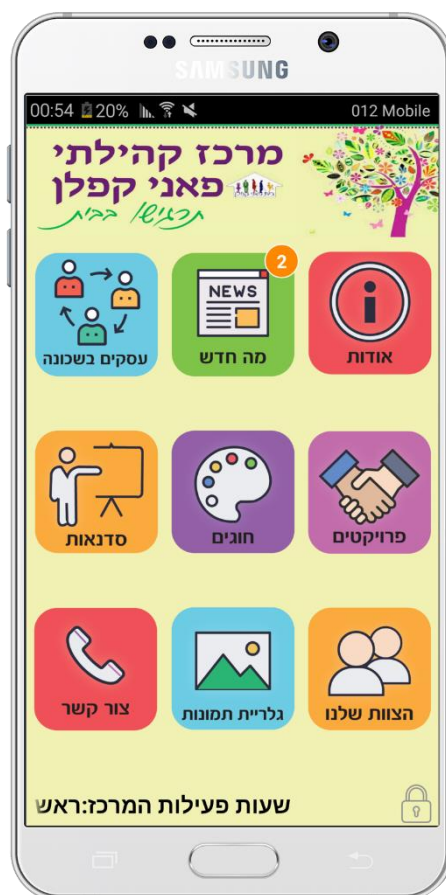 SAMSUNG
00:54 20% 012 Mobile
מרכז קהילתי
פאני קפלן
תרגישו בבית
2
NEWS
אודות
מה חדש
עסקים בשכונה
פרויקטים
חוגים
סדנאות
הצוות שלנו
גלריית תמונות
צור קשר
שעות פעילות המרכז:ראש